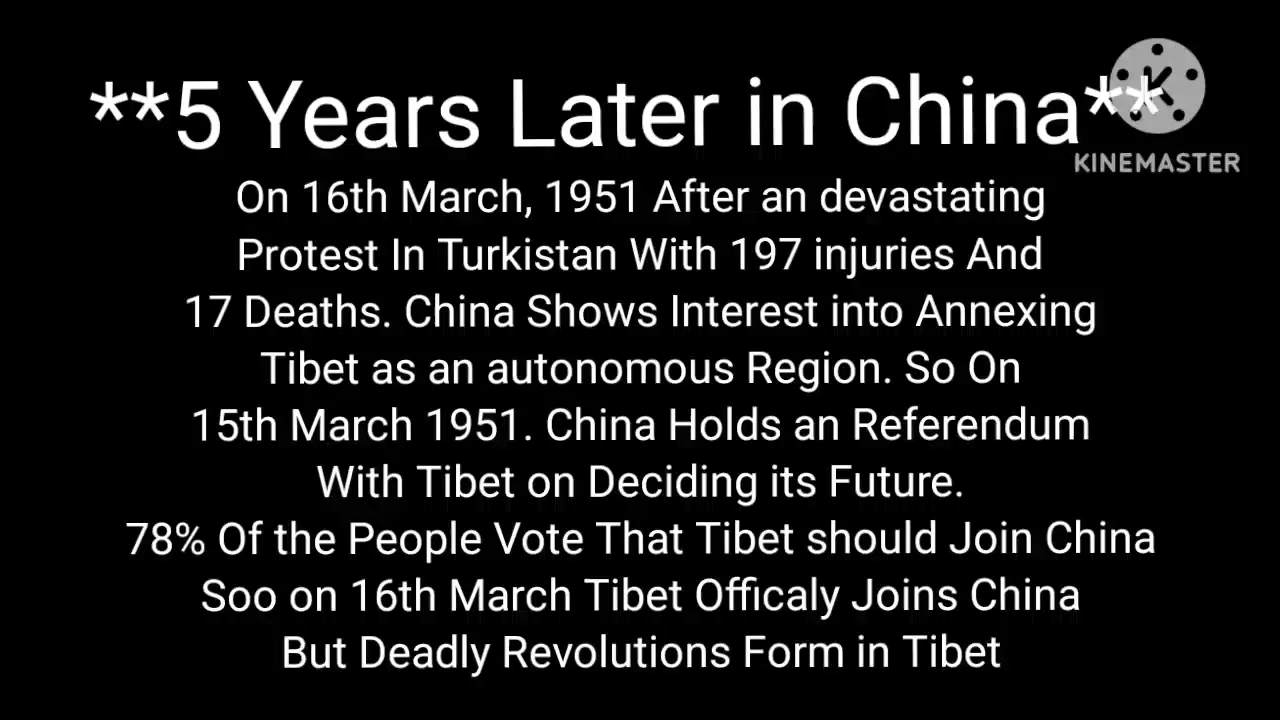 **5 Years Later in China**
KINEMASTER
On 16th March, 1951 After an devastating
Protest In Turkistan With 197 injuries And
17 Deaths. China Shows Interest into Annexing
Tibet as an autonomous Region. So On
15th March 1951. China Holds an Referendum
With Tibet on Deciding its Future.
78% Of the People Vote That Tibet should Join China
Soo on 16th March Tibet Officaly Joins China
But Deadly Revolutions Form in Tibet